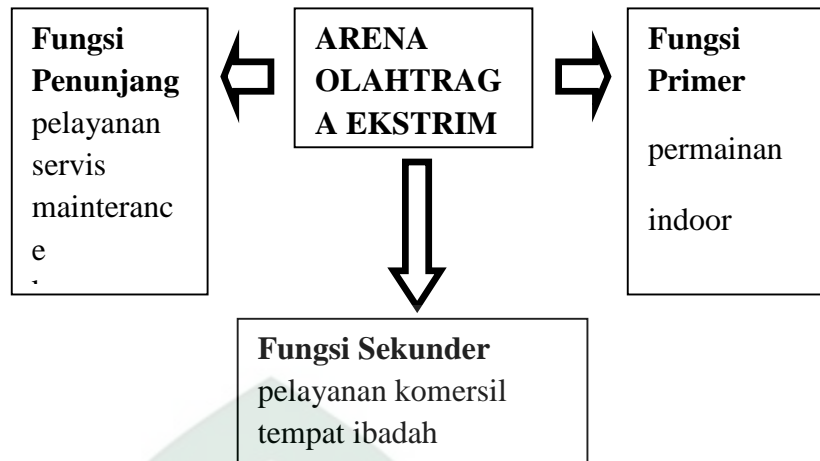 Fungsi
Penunjang
pelayanan
servis
mainteranc
e
ARENA
OLAHTRAG
A EKSTRIM
Fungsi
Primer
permainan
indoor
Fungsi Sekunder
pelayanan komersil
tempat ibadah